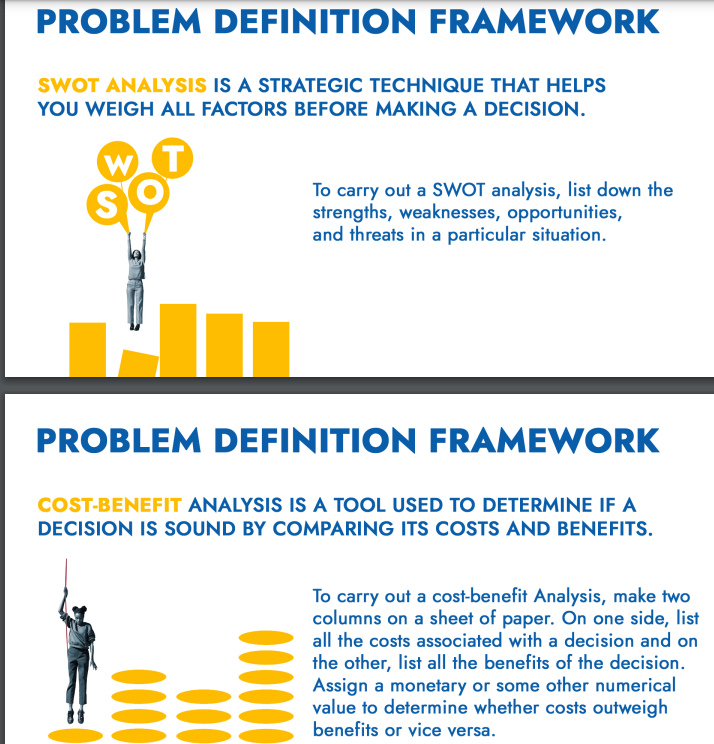 PROBLEM DEFINITION FRAMEWORK
SWOT ANALYSIS IS A STRATEGIC TECHNIQUE THAT HELPS
YOU WEIGH ALL FACTORS BEFORE MAKING A DECISION.
W T
S O
To carry out a SWOT analysis, list down the
strengths, weaknesses, opportunities,
and threats in a particular situation.
PROBLEM DEFINITION FRAMEWORK
COST-BENEFIT ANALYSIS IS A TOOL USED TO DETERMINE IF A
DECISION IS SOUND BY COMPARING ITS COSTS AND BENEFITS.
To carry out a cost-benefit Analysis, make two
columns on a sheet of paper. On one side, list
all the costs associated with a decision and on
the other, list all the benefits of the decision.
Assign a monetary or some other numerical
value to determine whether costs outweigh
benefits or vice versa.